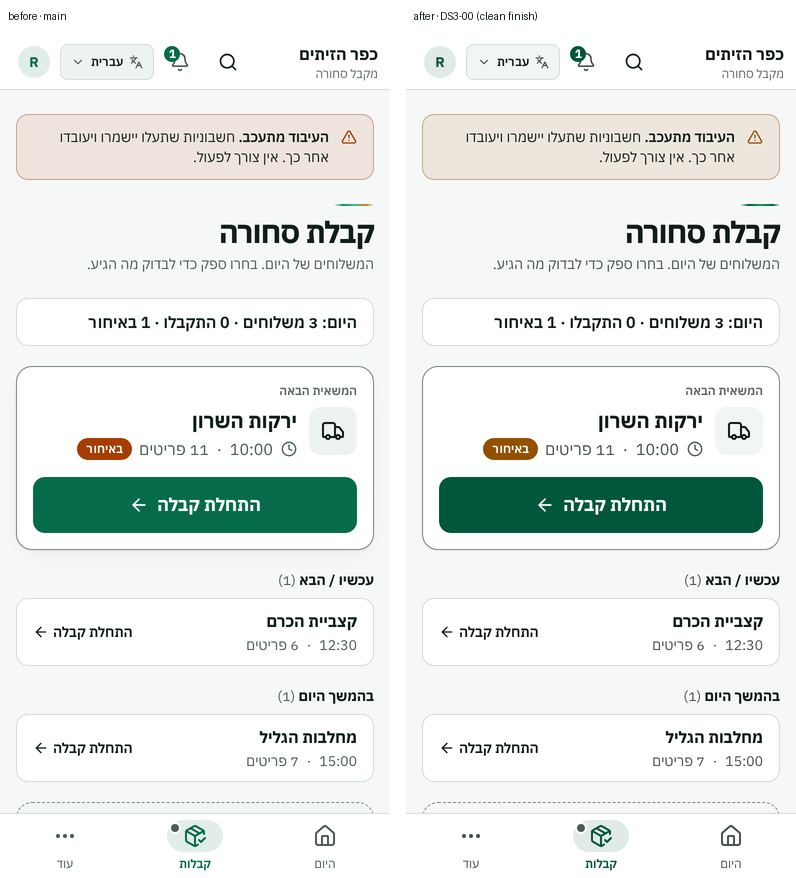 before·main
כפר הזיתים
מקבל סחורה
1
עברית
R
העיבוד מתעכב. חשבוניות שתעלו יישמרו ויעובדו
אחר כך. אין צורך לפעול.
קבלת סחורה
המשלוחים של היום. בחרו ספק כדי לבדוק מה הגיע.
היום: 3 משלוחים · 0 התקבלו · 1 באיחור
המשאית הבאה
ירקות השרון
10:00 · 11 פריטים באיחור
התחלת קבלה ←
עכשיו / הבא (1)
קצביית הכרם
12:30 · 6 פריטים
התחלת קבלה ←
בהמשך היום (1)
מחלבות הגליל
15:00 · 7 פריטים
התחלת קבלה ←
היום
קבלות
עוד
after·DS3-00 (clean finish)
כפר הזיתים
מקבל סחורה
1
עברית
R
העיבוד מתעכב. חשבוניות שתעלו יישמרו ויעובדו
אחר כך. אין צורך לפעול.
קבלת סחורה
המשלוחים של היום. בחרו ספק כדי לבדוק מה הגיע.
היום: 3 משלוחים · 0 התקבלו · 1 באיחור
המשאית הבאה
ירקות השרון
10:00 · 11 פריטים באיחור
התחלת קבלה ←
עכשיו / הבא (1)
קצביית הכרם
12:30 · 6 פריטים
התחלת קבלה ←
בהמשך היום (1)
מחלבות הגליל
15:00 · 7 פריטים
התחלת קבלה ←
היום
קבלות
עוד